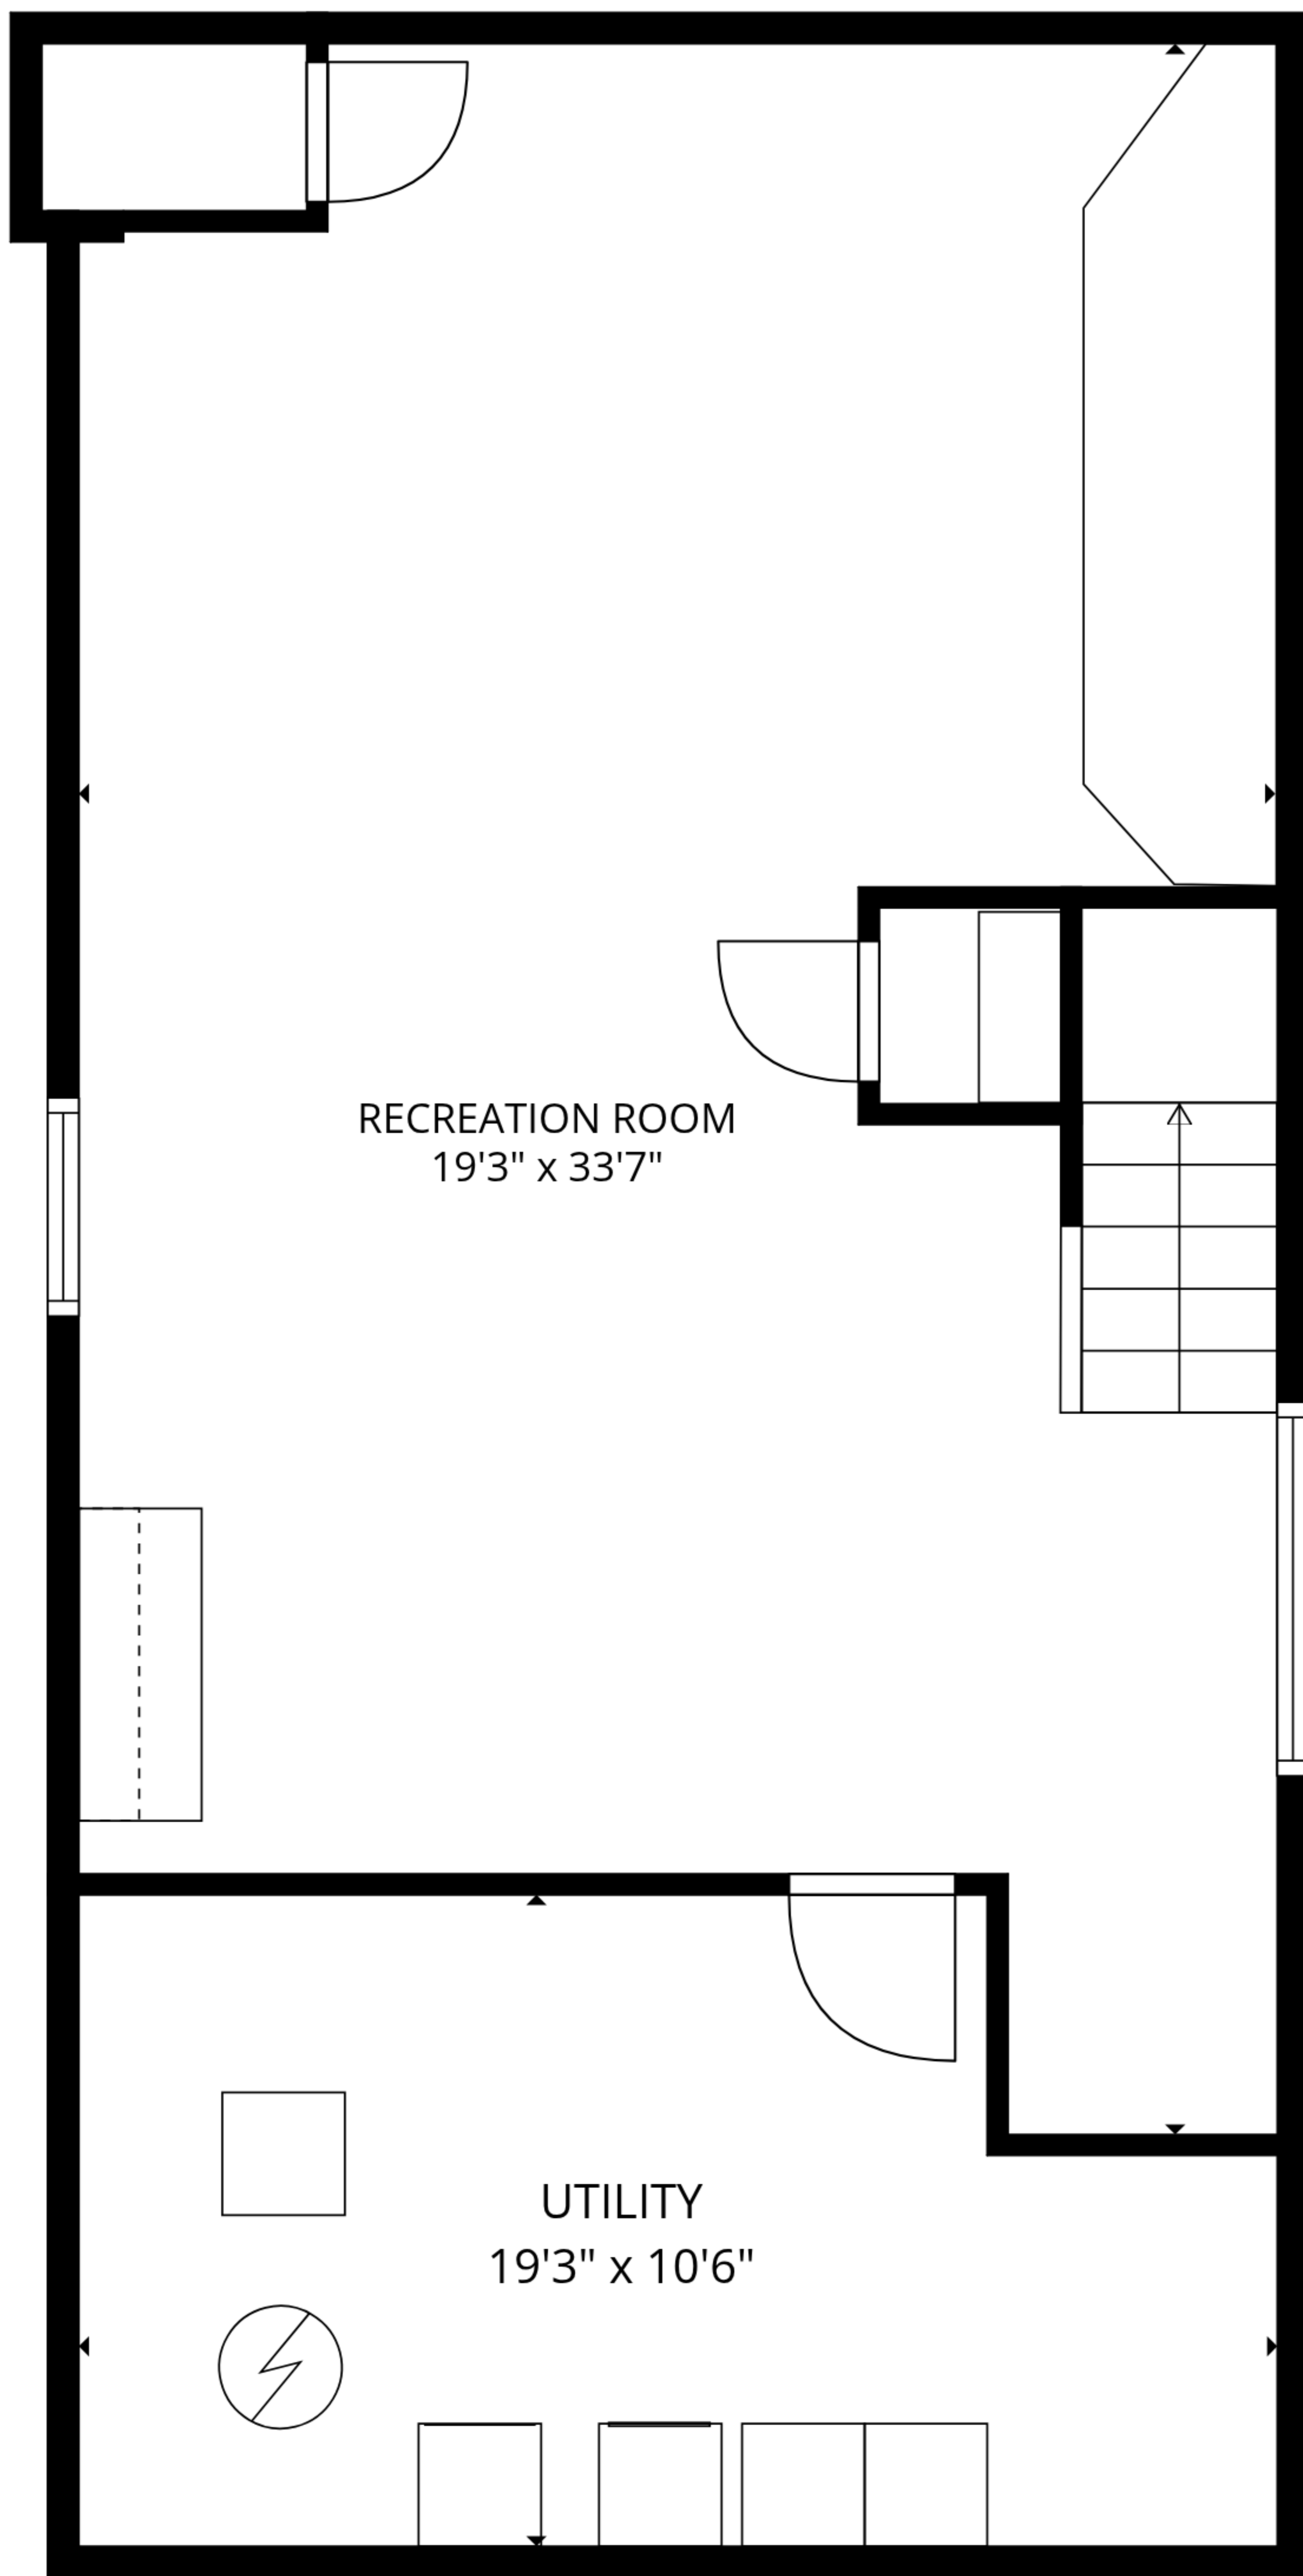 RECREATION ROOM
19'3" x 33'7"
UTILITY
19'3" x 10'6"